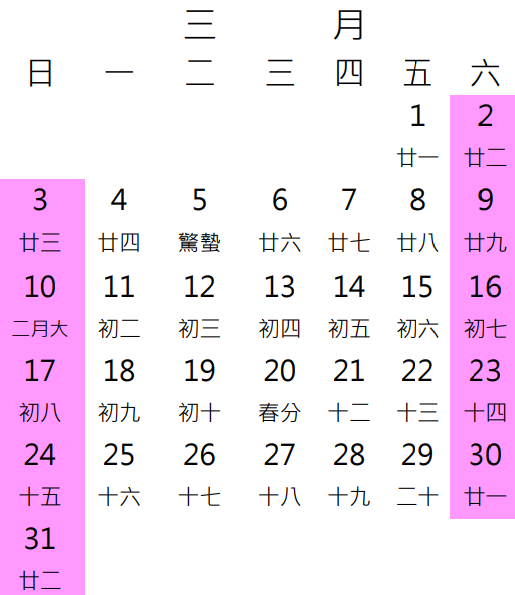 三 月
日 一 二 三 四 五 六
1 2
廿一 廿二
3 4 5 6 7 8 9
廿三 廿四 驚蟄 廿六 廿七 廿八 廿九
10 11 12 13 14 15 16
二月大 初二 初三 初四 初五 初六 初七
17 18 19 20 21 22 23
初八 初九 初十 春分 十二 十三 十四
24 25 26 27 28 29 30
十五 十六 十七 十八 十九 二十 廿一
31
廿二